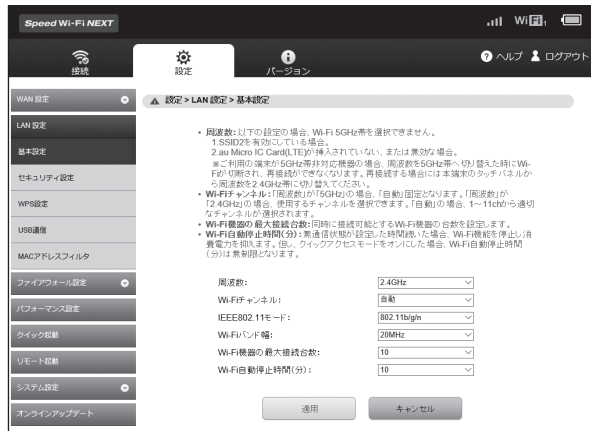 Speed Wi-Fi NEXT
WiFi 1
接続
設定
バージョン
ヘルプ
ログアウト
WAN 設定
LAN 設定
基本設定
セキュリティ設定
WPS設定
USB通信
MACアドレスフィルタ
ファイアウォール設定
パフォーマンス設定
クイック起動
リモート起動
システム設定
オンラインアップデート
設定 > LAN 設定 > 基本設定
• 周波数: 以下の設定の場合、Wi-Fi 5GHz帯を選択できません。
1.SSID2を有効にしている場合。
2.au Micro IC Card(LTE)が挿入されていない、または無効な場合。
※ご利用の端末が5GHz帯非対応機器の場合、周波数を5GHz帯へ切り替えた時にWi-
Fiが切断され、再接続ができなくなります。再接続する場合には本端末のタッチパネルか
ら周波数を2.4GHz帯に切り替えてください。
• Wi-Fiチャンネル: 「周波数」が「5GHz」の場合、「自動」固定となります。「周波数」が
「2.4GHz」の場合、使用するチャンネルを選択できます。「自動」の場合、1~11chから適切
なチャンネルが選択されます。
• Wi-Fi機器の最大接続台数: 同時に接続可能とするWi-Fi機器の台数を設定します。
• Wi-Fi自動停止時間(分): 無通信状態が設定した時間続いた場合、Wi-Fi機能を停止し消
費電力を抑えます。但し、クイックアクセスモードをオンにした場合、Wi-Fi自動停止時間
(分)は無制限となります。
周波数: 2.4GHz
Wi-Fiチャンネル: 自動
IEEE802.11モード: 802.11b/g/n
Wi-Fiバンド幅: 20MHz
Wi-Fi機器の最大接続台数: 10
Wi-Fi自動停止時間(分): 10
適用
キャンセル